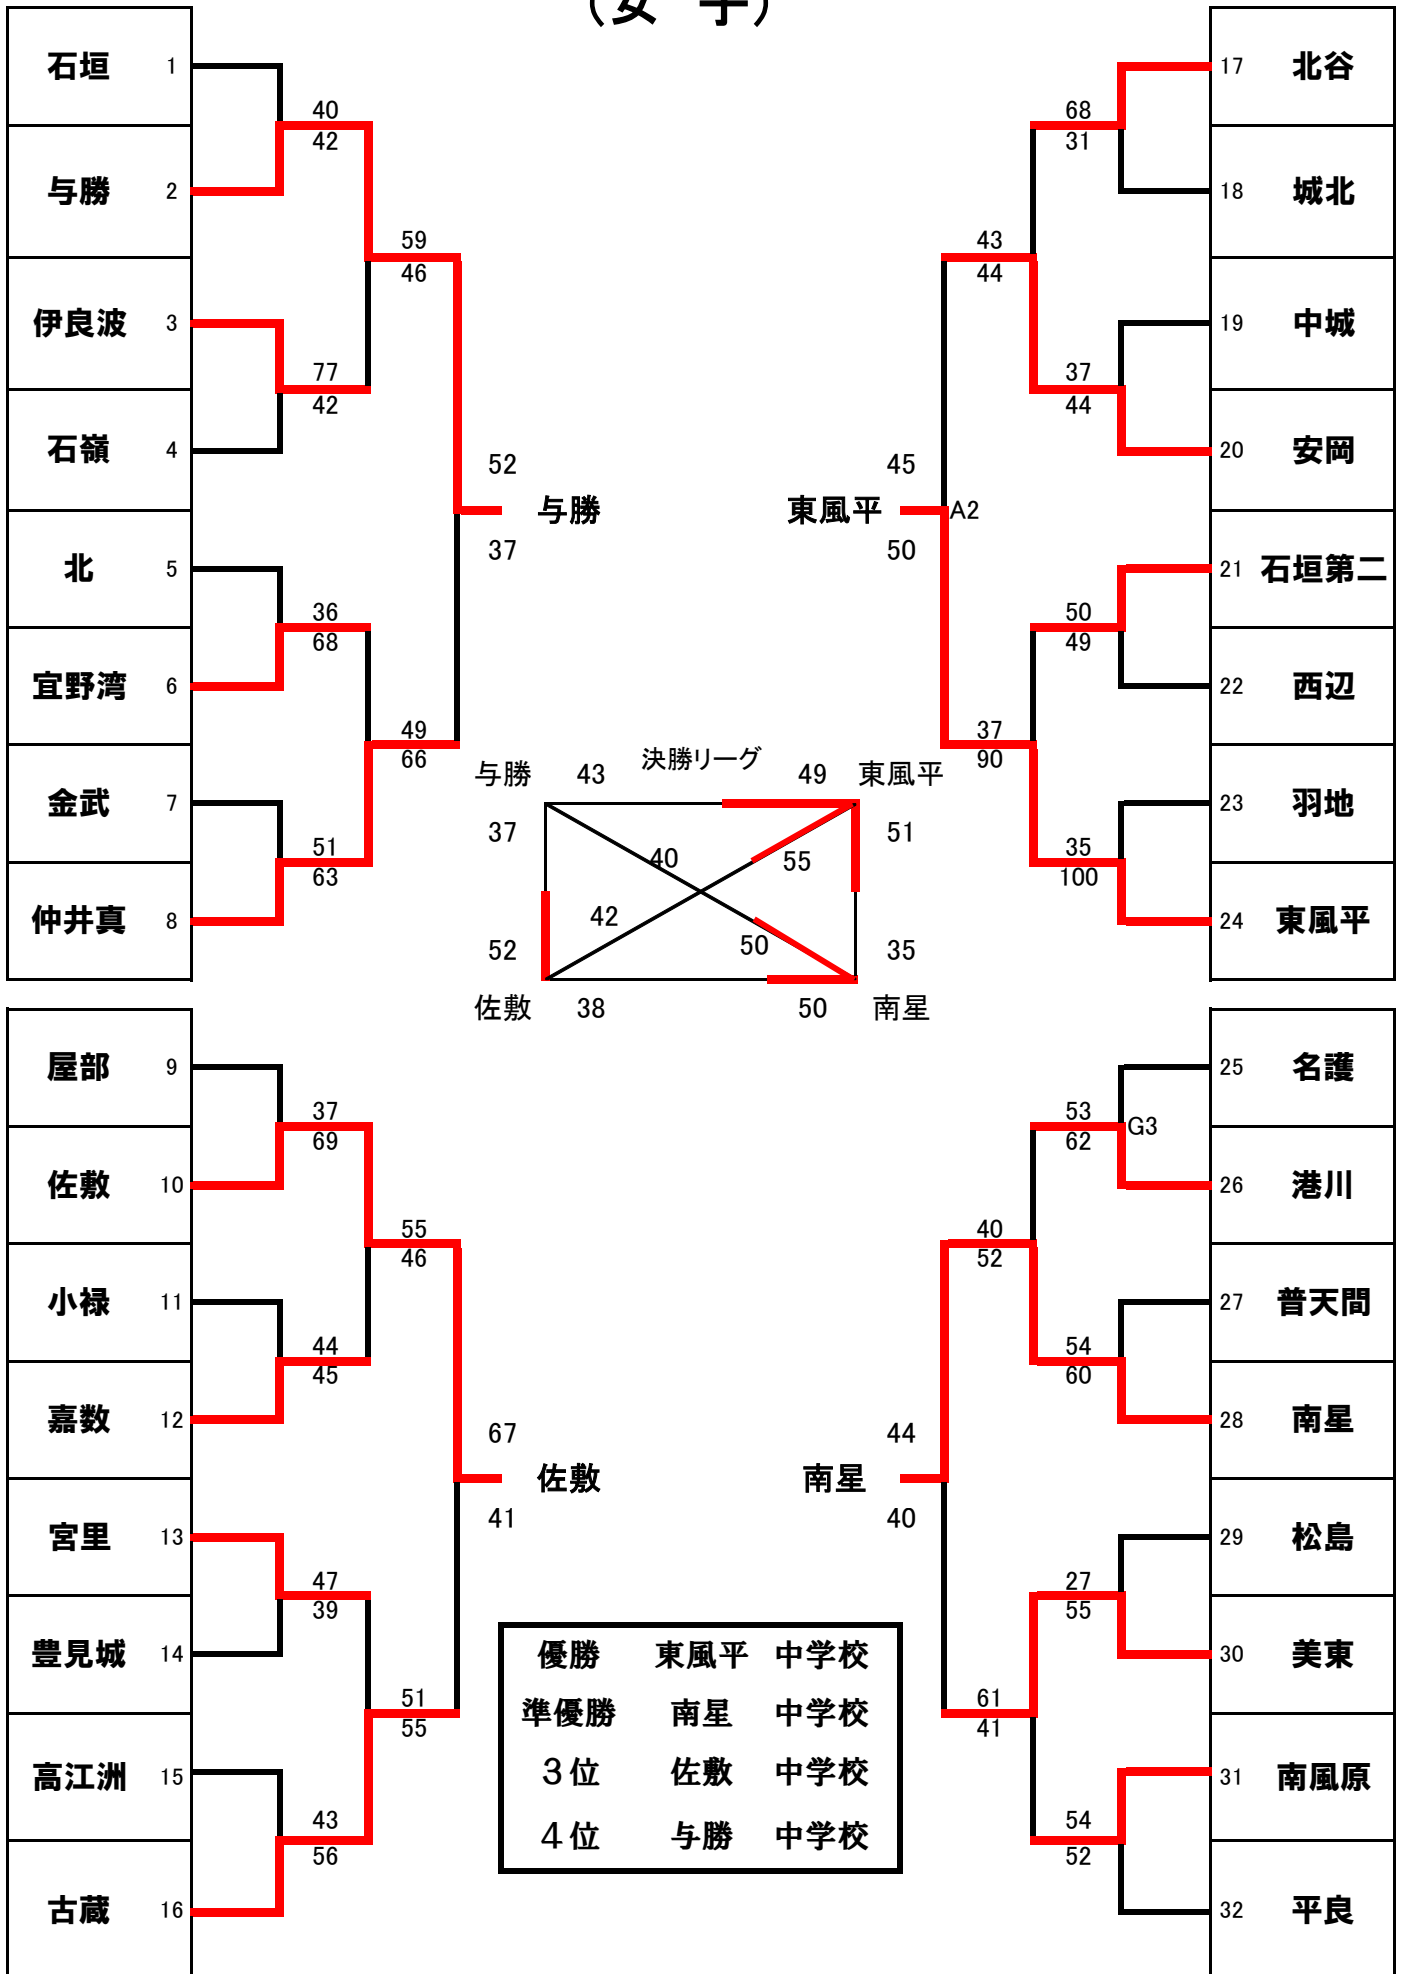 （女　子）
石垣 1
40
42
与勝 2
59
46
伊良波 3
77
42
石嶺 4
52
与勝
37
北 5
36
68
宜野湾 6
49
66
金武 7
51
63
仲井真 8
17 北谷
68
31
18 城北
43
44
19 中城
37
44
20 安岡
45
東風平 A2
50
21 石垣第二
50
49
22 西辺
37
90
23 羽地
35
100
24 東風平
決勝リーグ
与勝 43 49 東風平
37 51
40 55
42 50
52 35
佐敷 38 50 南星
屋部 9
37
69
佐敷 10
55
46
小禄 11
44
45
嘉数 12
67
佐敷
41
宮里 13
47
39
豊見城 14
51
55
高江洲 15
43
56
古蔵 16
25 名護
53
62
G3
26 港川
40
52
27 普天間
54
60
28 南星
44
南星
40
29 松島
27
55
30 美東
61
41
31 南風原
54
52
32 平良
優勝 東風平 中学校
準優勝 南星 中学校
３位 佐敷 中学校
４位 与勝 中学校